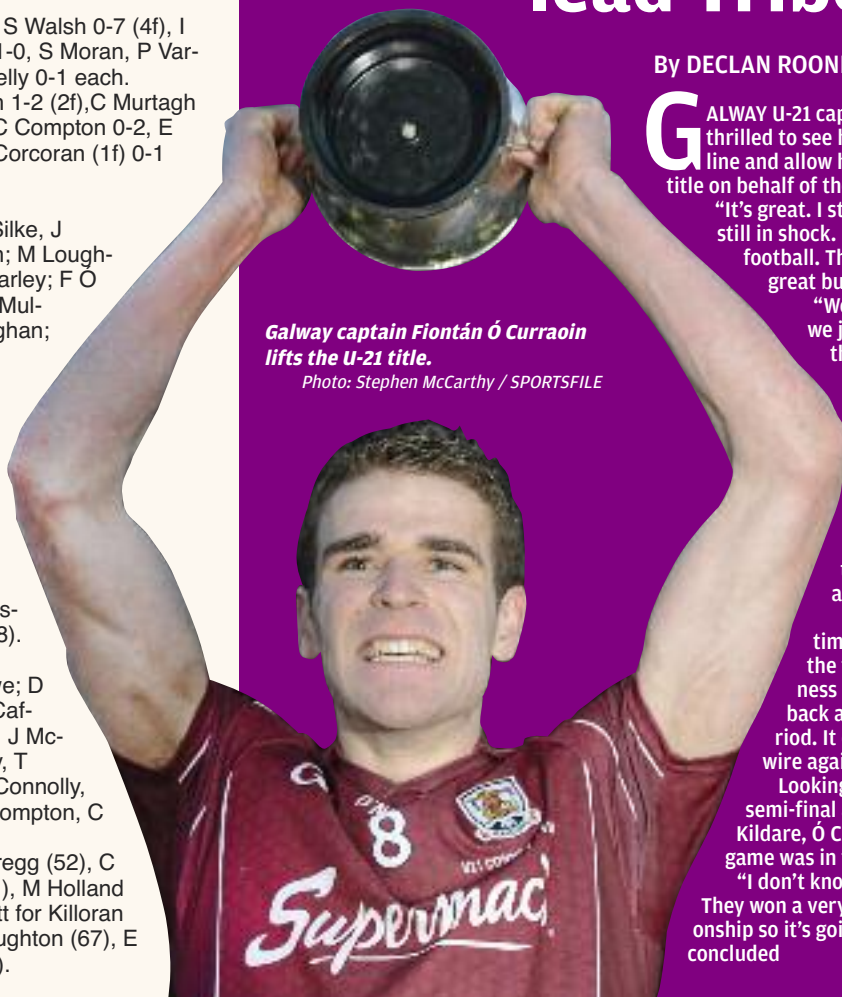 S Walsh 0-7 (4f), I
1-0, S Moran, P Var-
elly 0-1 each.
1-2 (2f),C Murtagh
C Compton 0-2, E
Corcoran (1f) 0-1
Silke, J
; M Lough-
arley; F Ó
Mul-
ghan;
s-
8).
e; D
Caf-
J Mc-
, T
Connolly,
ompton, C
regg (52), C
), M Holland
tt for Killoran
ughton (67), E
).
Galway captain Fiontán Ó Curraoin
lifts the U-21 title.
Photo: Stephen McCarthy / SPORTSFILE
O'Neills
8
Supermac's
lead Tribe
By DECLAN ROONE
GALWAY U-21 cap
thrilled to see h
line and allow h
title on behalf of th
“It's great. I st
still in shock.
football. Th
great bu
“We
we j
th
a
tim
the
ness
back a
riod. It
wire agai
Looking
semi-final
Kildare, Ó C
game was in
“I don't kno
They won a very
onship so it's goi
concluded